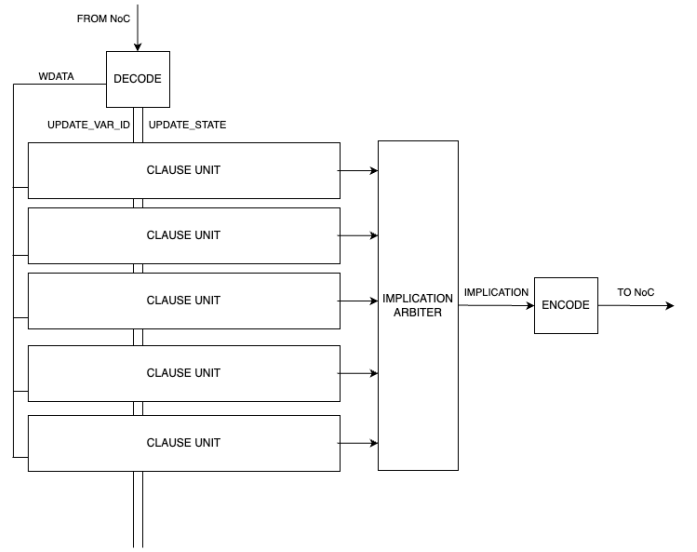 FROM NoC
WDATA
DECODE
UPDATE_VAR_ID
UPDATE_STATE
CLAUSE UNIT
CLAUSE UNIT
CLAUSE UNIT
CLAUSE UNIT
CLAUSE UNIT
IMPLICATION
ARBITER
IMPLICATION
ENCODE
TO NoC